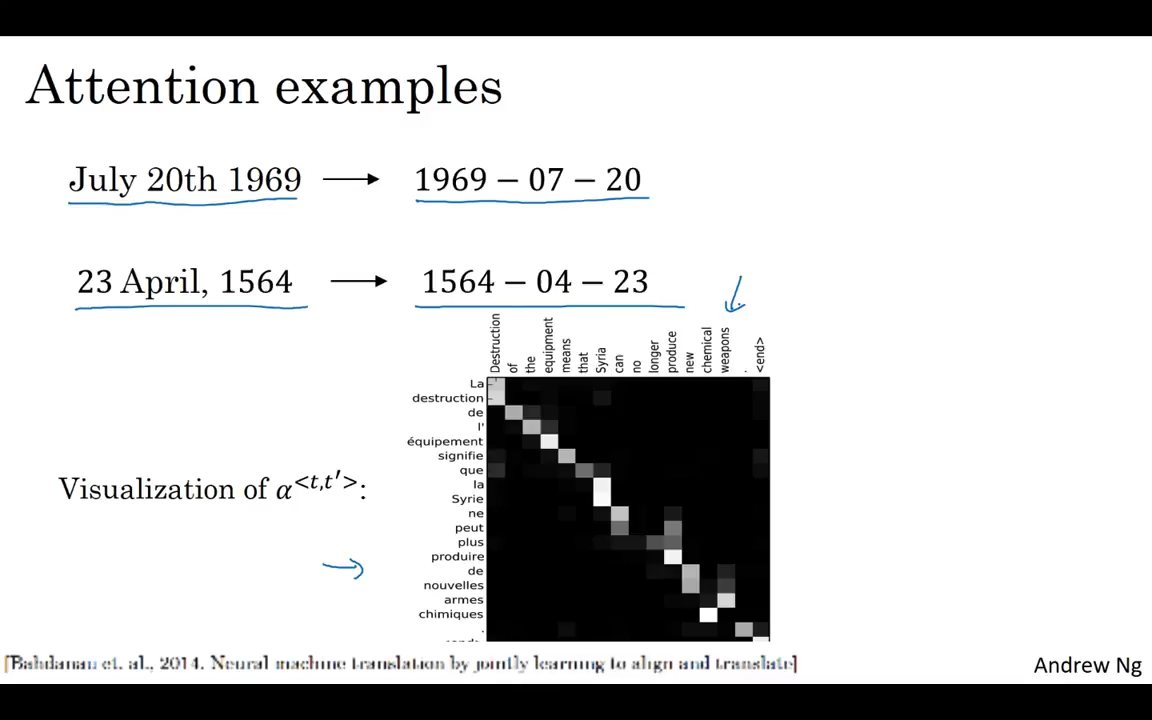 Attention examples
July 20th 1969 ⟶ 1969 − 07 − 20
23 April, 1564 ⟶ 1564 − 04 − 23
Destruction
of
the
equipment
means
that
Syria
can
no
longer
produce
new
chemical
weapons
.
<end>
La
destruction
de
l'
équipement
signifie
que
la
Syrie
ne
peut
plus
produire
de
nouvelles
armes
chimiques
.
Visualization of α<t,t′>:
[Bahdanau et. al., 2014. Neural machine translation by jointly learning to align and translate]
Andrew Ng